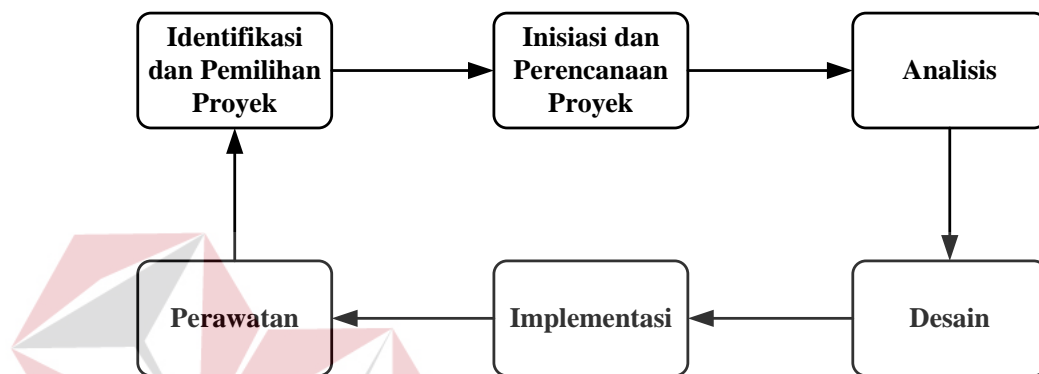 Identifikasi
dan Pemilihan
Proyek
Inisiasi dan
Perencanaan
Proyek
Analisis
Desain
Implementasi
Perawatan